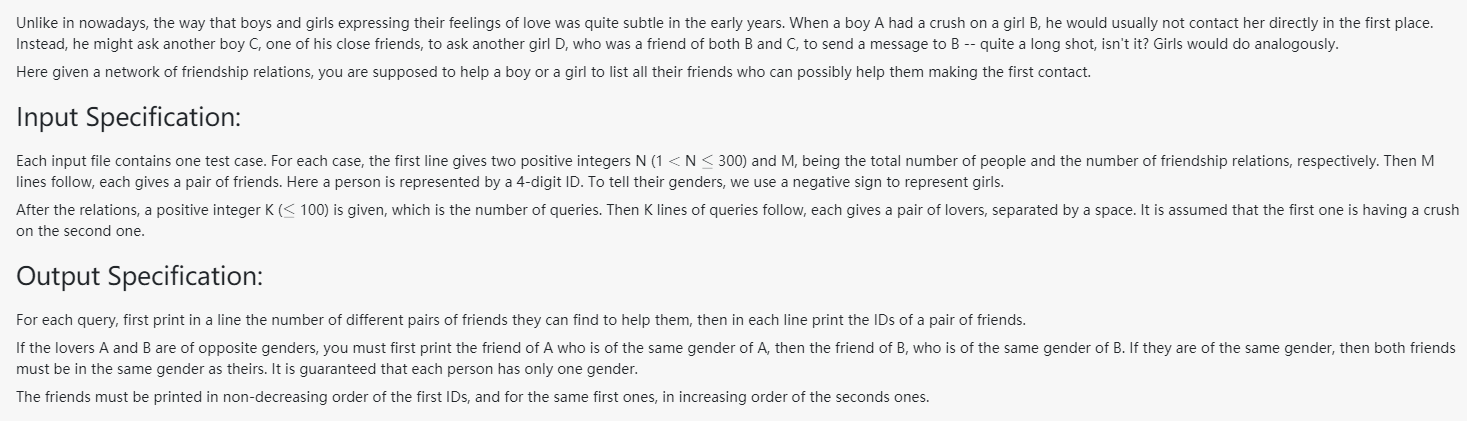 Unlike in nowadays, the way that boys and girls expressing their feelings of love was quite subtle in the early years. When a boy A had a crush on a girl B, he would usually not contact her directly in the first place.
Instead, he might ask another boy C, one of his close friends, to ask another girl D, who was a friend of both B and C, to send a message to B -- quite a long shot, isn't it? Girls would do analogously.
Here given a network of friendship relations, you are supposed to help a boy or a girl to list all their friends who can possibly help them making the first contact.
Input Specification:
Each input file contains one test case. For each case, the first line gives two positive integers N (1 < N ≤ 300) and M, being the total number of people and the number of friendship relations, respectively. Then M
lines follow, each gives a pair of friends. Here a person is represented by a 4-digit ID. To tell their genders, we use a negative sign to represent girls.
After the relations, a positive integer K (≤ 100) is given, which is the number of queries. Then K lines of queries follow, each gives a pair of lovers, separated by a space. It is assumed that the first one is having a crush
on the second one.
Output Specification:
For each query, first print in a line the number of different pairs of friends they can find to help them, then in each line print the IDs of a pair of friends.
If the lovers A and B are of opposite genders, you must first print the friend of A who is of the same gender of A, then the friend of B, who is of the same gender of B. If they are of the same gender, then both friends
must be in the same gender as theirs. It is guaranteed that each person has only one gender.
The friends must be printed in non-decreasing order of the first IDs, and for the same first ones, in increasing order of the seconds ones.